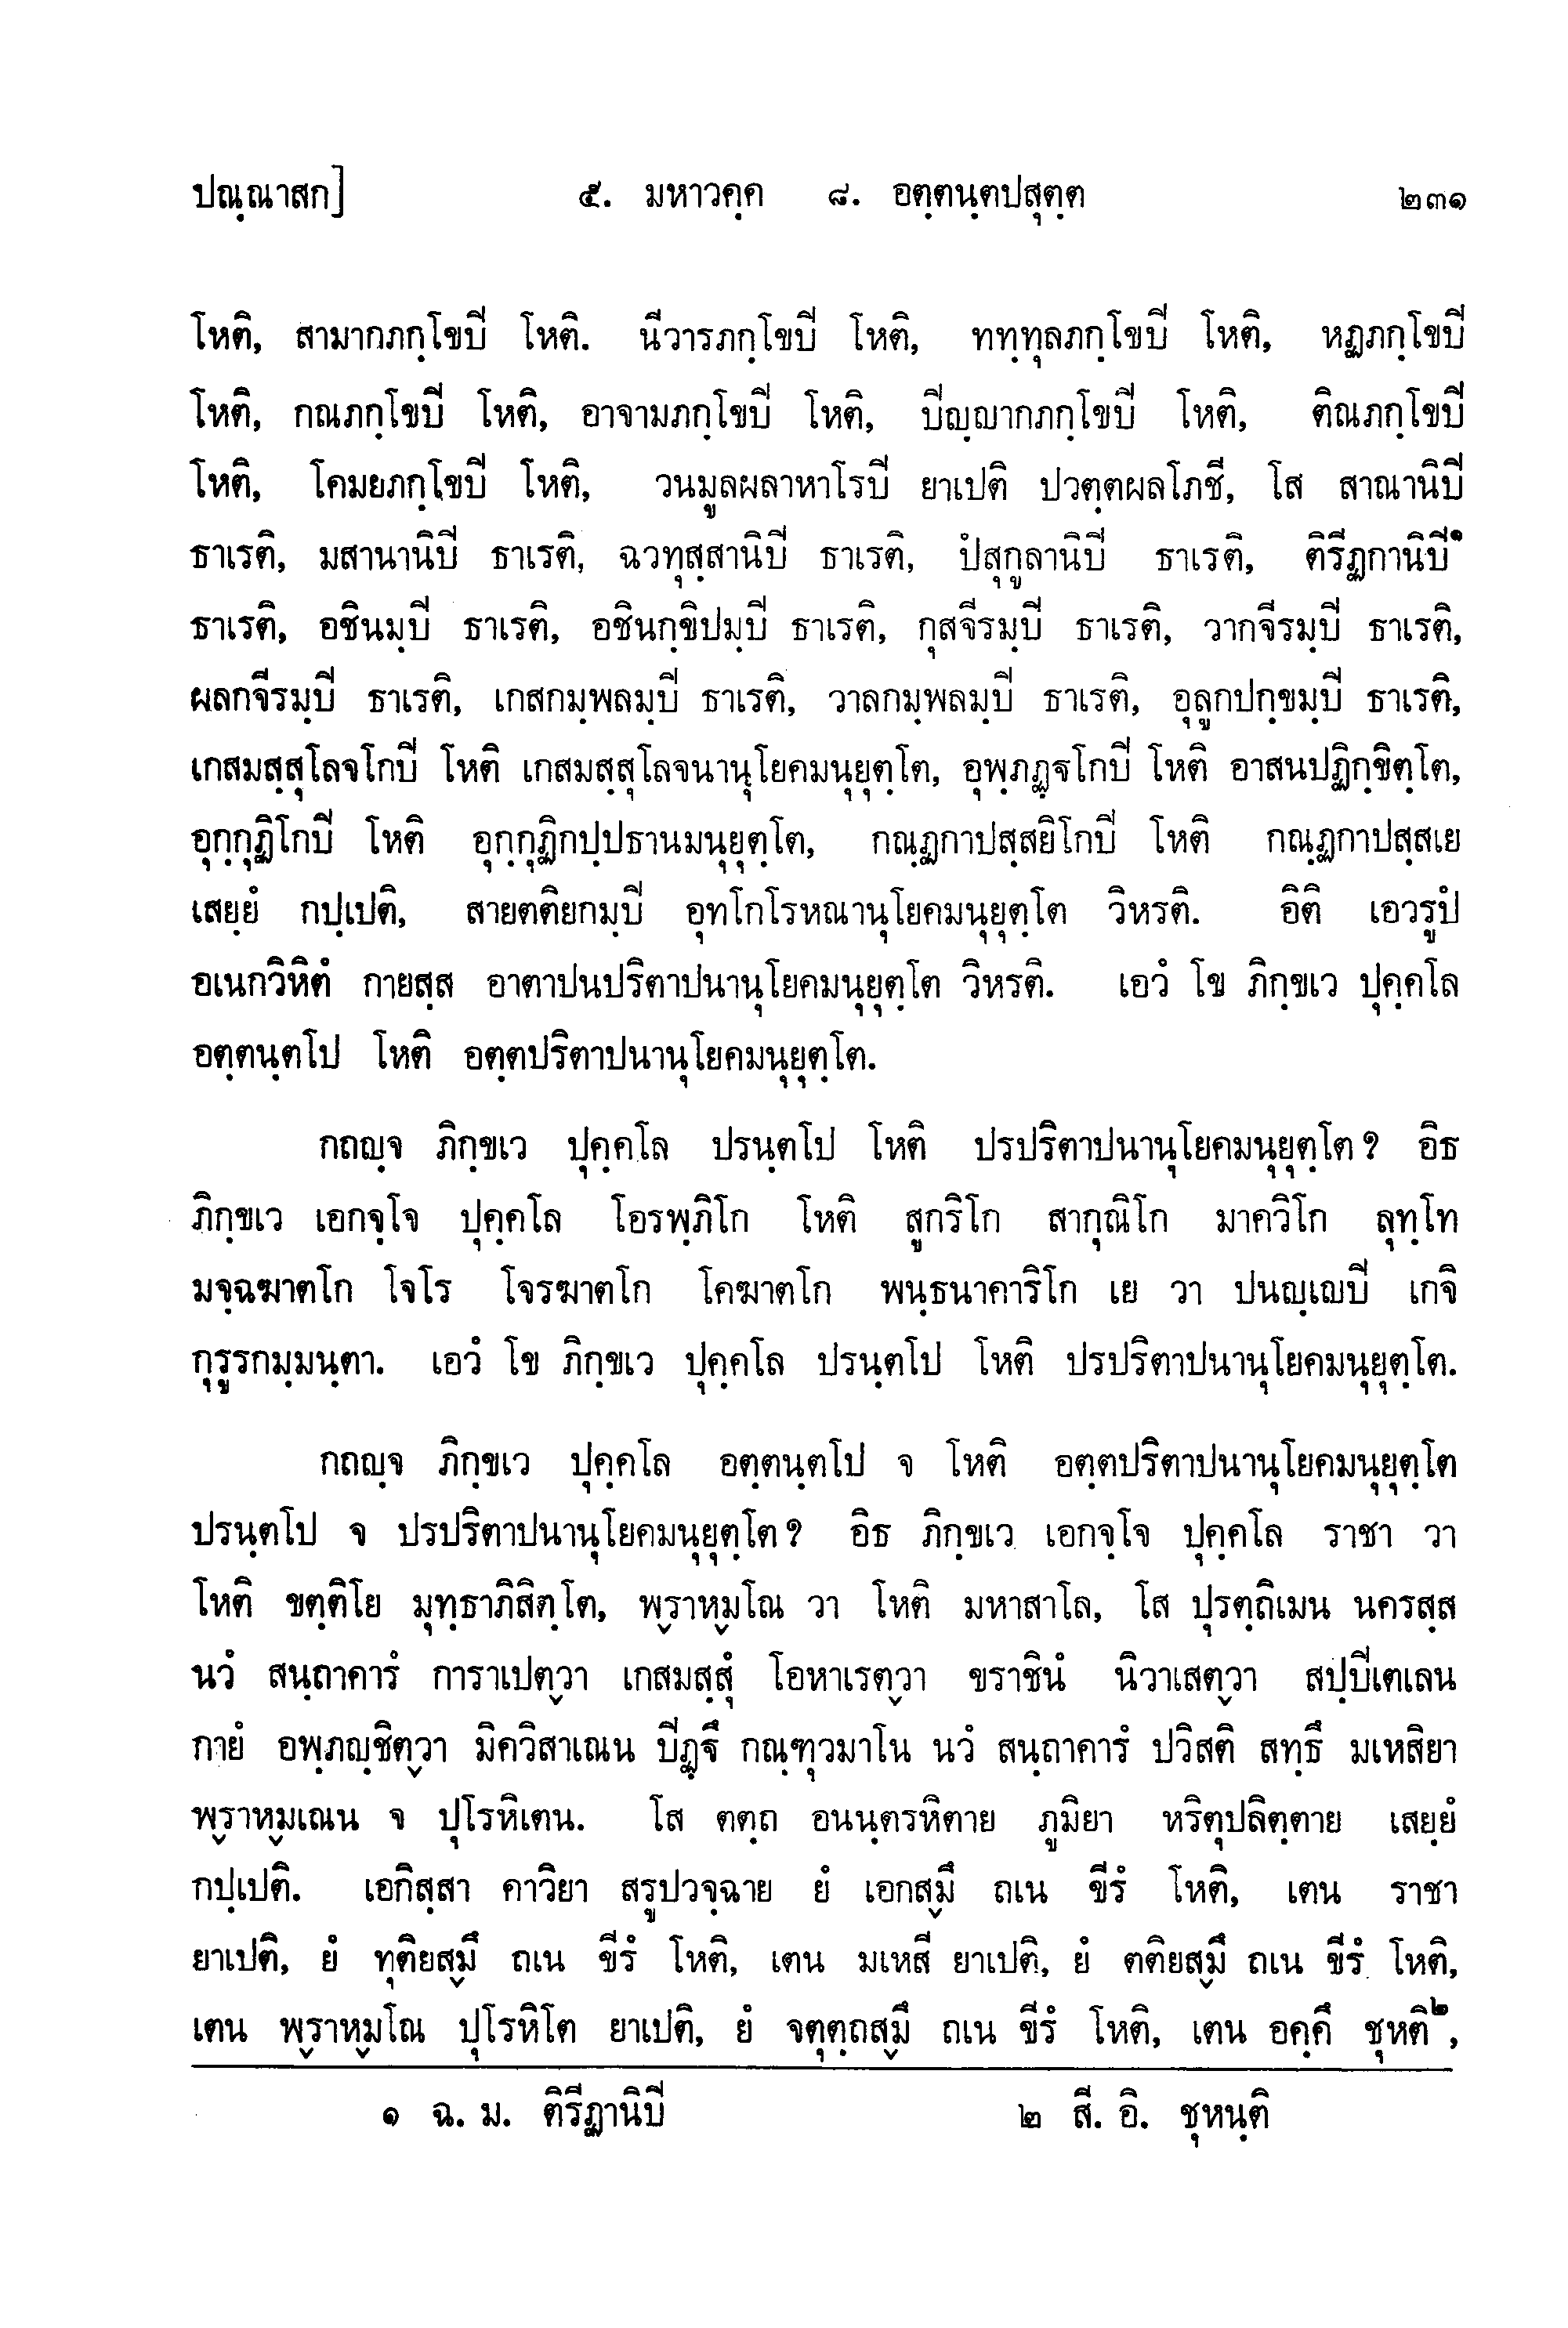 ปณฺณาสก] ๕. มหาวคฺค ๘. อตฺตนฺตปสุตฺต ๒๓๑
โหติ, สามากภกฺโขปิ โหติ. นีวารภกฺโขปิ โหติ, ททฺทุลภกฺโขปิ โหติ, หฏภกฺโขปิ
โหติ, กณภกฺโขปิ โหติ, อาจามภกฺโขปิ โหติ, ปิญฺญากภกฺโขปิ โหติ, ติณภกฺโขปิ
โหติ, โคมยภกฺโขปิ โหติ, วนมูลผลาหาโรปิ ยาเปติ ปวตฺตผลโภชี, โส สาณานิปิ
ธาเรติ, มสานานิปิ ธาเรติ, ฉวทุสฺสานิปิ ธาเรติ, ปํสุกูลานิปิ ธาเรติ, ติรีฏกานิปิ๑
ธาเรติ, อชินมฺปิ ธาเรติ, อชินกฺขิปมฺปิ ธาเรติ, กุสจีรมฺปิ ธาเรติ, วากจีรมฺปิ ธาเรติ,
ผลกจีรมฺปิ ธาเรติ, เกสกมฺพลมฺปิ ธาเรติ, วาลกมฺพลมฺปิ ธาเรติ, อุลูกปกฺขมฺปิ ธาเรติ,
เกสมสฺสุโลจโกปิ โหติ เกสมสฺสุโลจนานุโยคมนุยุตฺโต, อุพฺภฏฺฐโกปิ โหติ อาสนปฏิกฺขิตฺโต,
อุกฺกุฏิโกปิ โหติ อุกฺกุฏิกปฺปธานมนุยุตฺโต, กณฺฏกาปสฺสยิโกปิ โหติ กณฺฏกาปสฺสเย
เสยฺยํ กปฺเปติ, สายตติยกมฺปิ อุทโกโรหณานุโยคมนุยุตฺโต วิหรติ. อิติ เอวรูปํ
อเนกวิหิตํ กายสฺส อาตาปนปริตาปนานุโยคมนุยุตฺโต วิหรติ. เอวํ โข ภิกฺขเว ปุคฺคโล
อตฺตนฺตโป โหติ อตฺตปริตาปนานุโยคมนุยุตฺโต.
กถญฺจ ภิกฺขเว ปุคฺคโล ปรนฺตโป โหติ ปรปริตาปนานุโยคมนุยุตฺโต? อิธ
ภิกฺขเว เอกจฺโจ ปุคฺคโล โอรพฺภิโก โหติ สูกริโก สากุณิโก มาควิโก ลุทฺโท
มจฺฉฆาตโก โจโร โจรฆาตโก โคฆาตโก พนฺธนาคาริโก เย วา ปนญฺเญปิ เกจิ
กุรูรกมฺมนฺตา. เอวํ โข ภิกฺขเว ปุคฺคโล ปรนฺตโป โหติ ปรปริตาปนานุโยคมนุยุตฺโต.
กถญฺจ ภิกฺขเว ปุคฺคโล อตฺตนฺตโป จ โหติ อตฺตปริตาปนานุโยคมนุยุตฺโต
ปรนฺตโป จ ปรปริตาปนานุโยคมนุยุตฺโต? อิธ ภิกฺขเว เอกจฺโจ ปุคฺคโล ราชา วา
โหติ ขตฺติโย มุทฺธาภิสิตฺโต, พฺราหฺมโณ วา โหติ มหาสาโล, โส ปุรตฺถิเมน นครสฺส
นวํ สนฺถาคารํ การาเปตฺวา เกสมสฺสุํ โอหาเรตฺวา ขราชินํ นิวาเสตฺวา สปฺปิเตเลน
กายํ อพฺภญฺชิตฺวา มิควิสาเณน ปิฏฺฐึ กณฺฑุวมาโน นวํ สนฺถาคารํ ปวิสติ สทฺธึ มเหสิยา
พฺราหฺมเณน จ ปุโรหิเตน. โส ตตฺถ อนนฺตรหิตาย ภูมิยา หริตุปลิตฺตาย เสยฺยํ
กปฺเปติ. เอกิสฺสา คาวิยา สรูปวจฺฉาย ยํ เอกสฺมึ ถเน ขีรํ โหติ, เตน ราชา
ยาเปติ, ยํ ทุติยสฺมึ ถเน ขีรํ โหติ, เตน มเหสี ยาเปติ, ยํ ตติยสฺมึ ถเน ขีรํ โหติ,
เตน พฺราหฺมโณ ปุโรหิโต ยาเปติ, ยํ จตุตฺถสฺมึ ถเน ขีรํ โหติ, เตน อคฺคึ ชุหติ๒,
๑ ฉ. ม. ติรีฏานิปิ ๒ สี. อิ. ชุหนฺติ